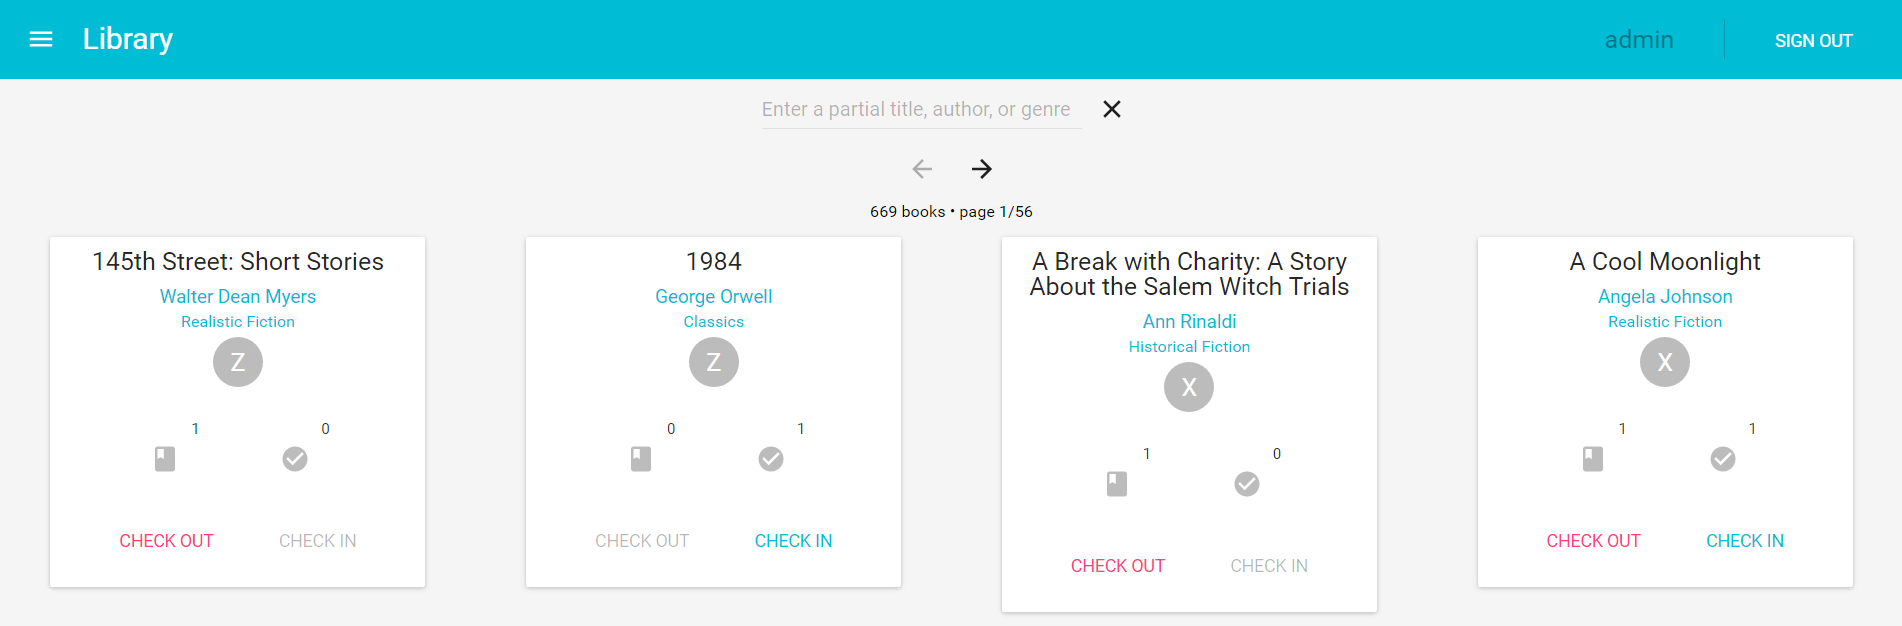 Library
admin
SIGN OUT
Enter a partial title, author, or genre
669 books • page 1/56
145th Street: Short Stories
Walter Dean Myers
Realistic Fiction
Z
1 0
CHECK OUT CHECK IN
1984
George Orwell
Classics
Z
0 1
CHECK OUT CHECK IN
A Break with Charity: A Story
About the Salem Witch Trials
Ann Rinaldi
Historical Fiction
X
1 0
CHECK OUT CHECK IN
A Cool Moonlight
Angela Johnson
Realistic Fiction
X
1 1
CHECK OUT CHECK IN